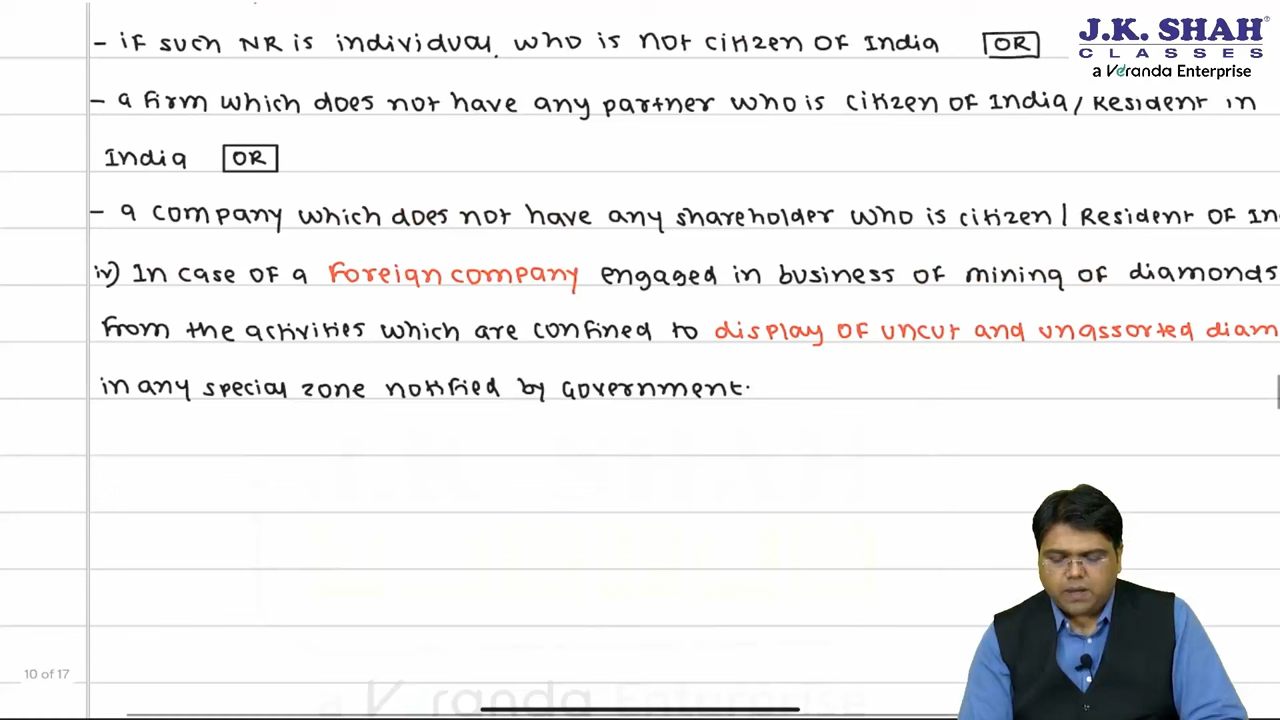 J.K. SHAH
CLASSES
a Veranda Enterprise
- if such NR is individual who is not citizen of India OR
- a firm which does not have any partner who is citizen of India/Resident in
India OR
- a company which does not have any shareholder who is citizen/Resident of In
iv) In case of a Foreign company engaged in business of mining of diamonds
from the activities which are confined to display of uncut and unassorted diam
in any special zone notified by Government.
10 of 17
a Veranda Enterprise